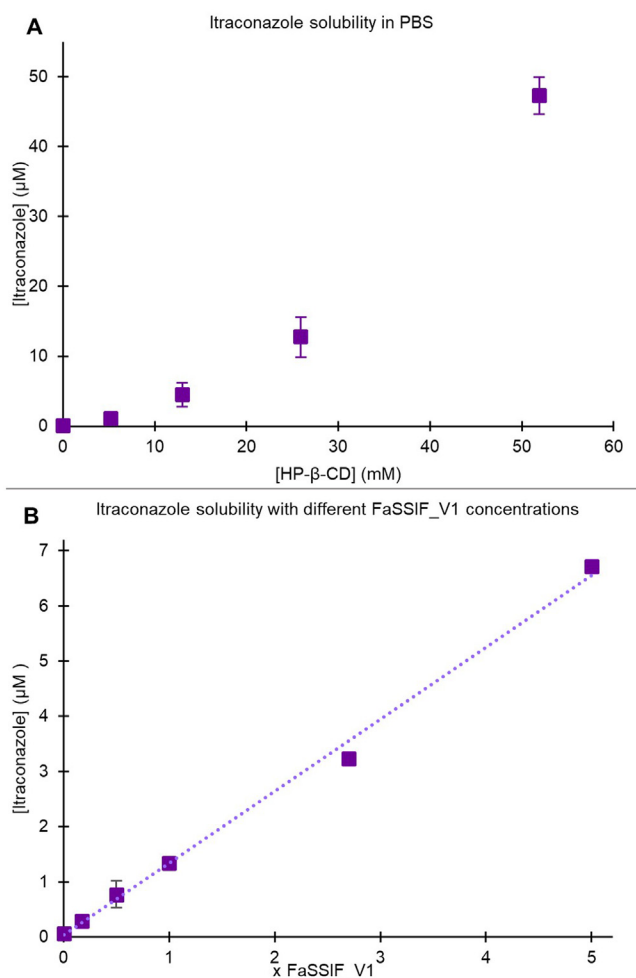 A
Itraconazole solubility in PBS
[Itraconazole] (μM)
50
40
30
20
10
0
0 10 20 30 40 50 60
[HP-β-CD] (mM)
B
Itraconazole solubility with different FaSSIF_V1 concentrations
[Itraconazole] (μM )
7
6
5
4
3
2
1
0
0 1 2 3 4 5
x FaSSIF_V1